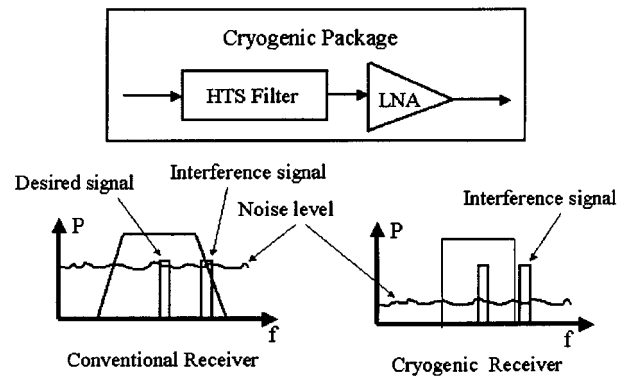 Cryogenic Package
HTS Filter
LNA
Desired signal
Interference signal
Noise level
Interference signal
P
f
P
f
Conventional Receiver
Cryogenic Receiver